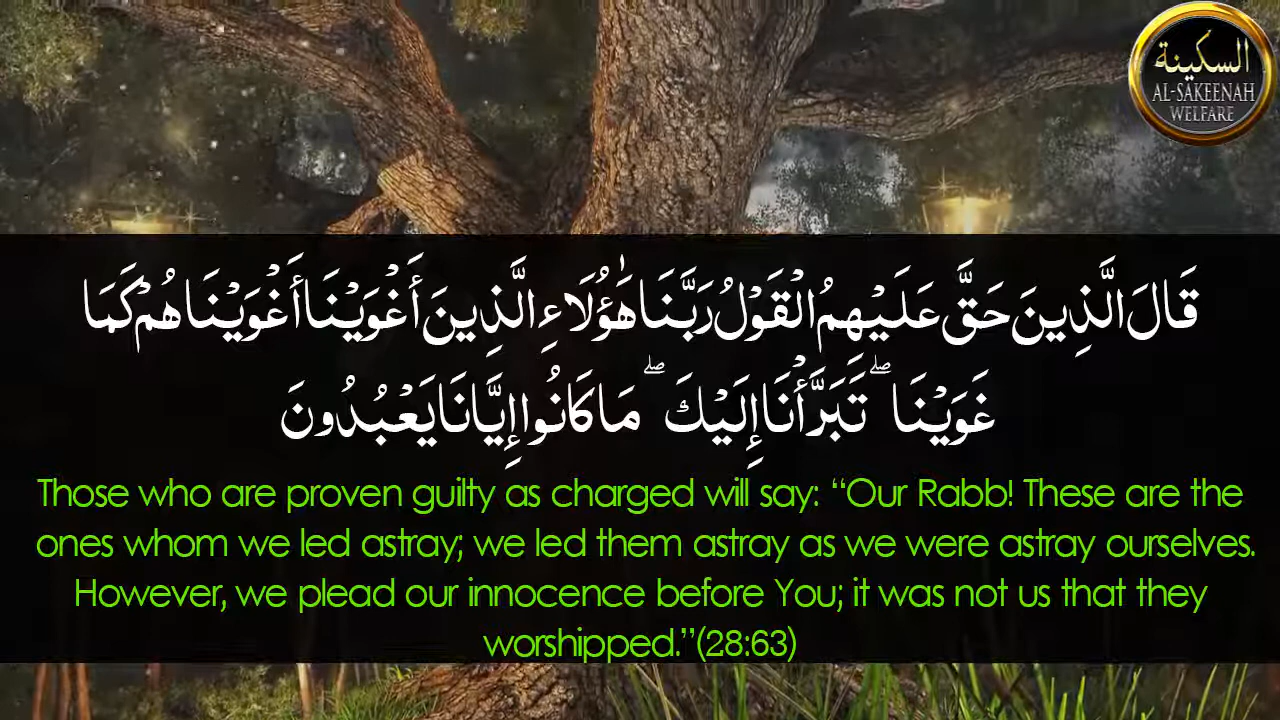 السكينة
AL-SAKEENAH
WELFARE
قَالَ الَّذِينَ حَقَّ عَلَيْهِمُ الْقَوْلُ رَبَّنَا هَٰؤُلَاءِ الَّذِينَ أَغْوَيْنَا أَغْوَيْنَاهُمْ كَمَا
غَوَيْنَا ۖ تَبَرَّأْنَا إِلَيْكَ ۖ مَا كَانُوا إِيَّانَا يَعْبُدُونَ
Those who are proven guilty as charged will say: “Our Rabb! These are the
ones whom we led astray; we led them astray as we were astray ourselves.
However, we plead our innocence before You; it was not us that they
worshipped.”(28:63)